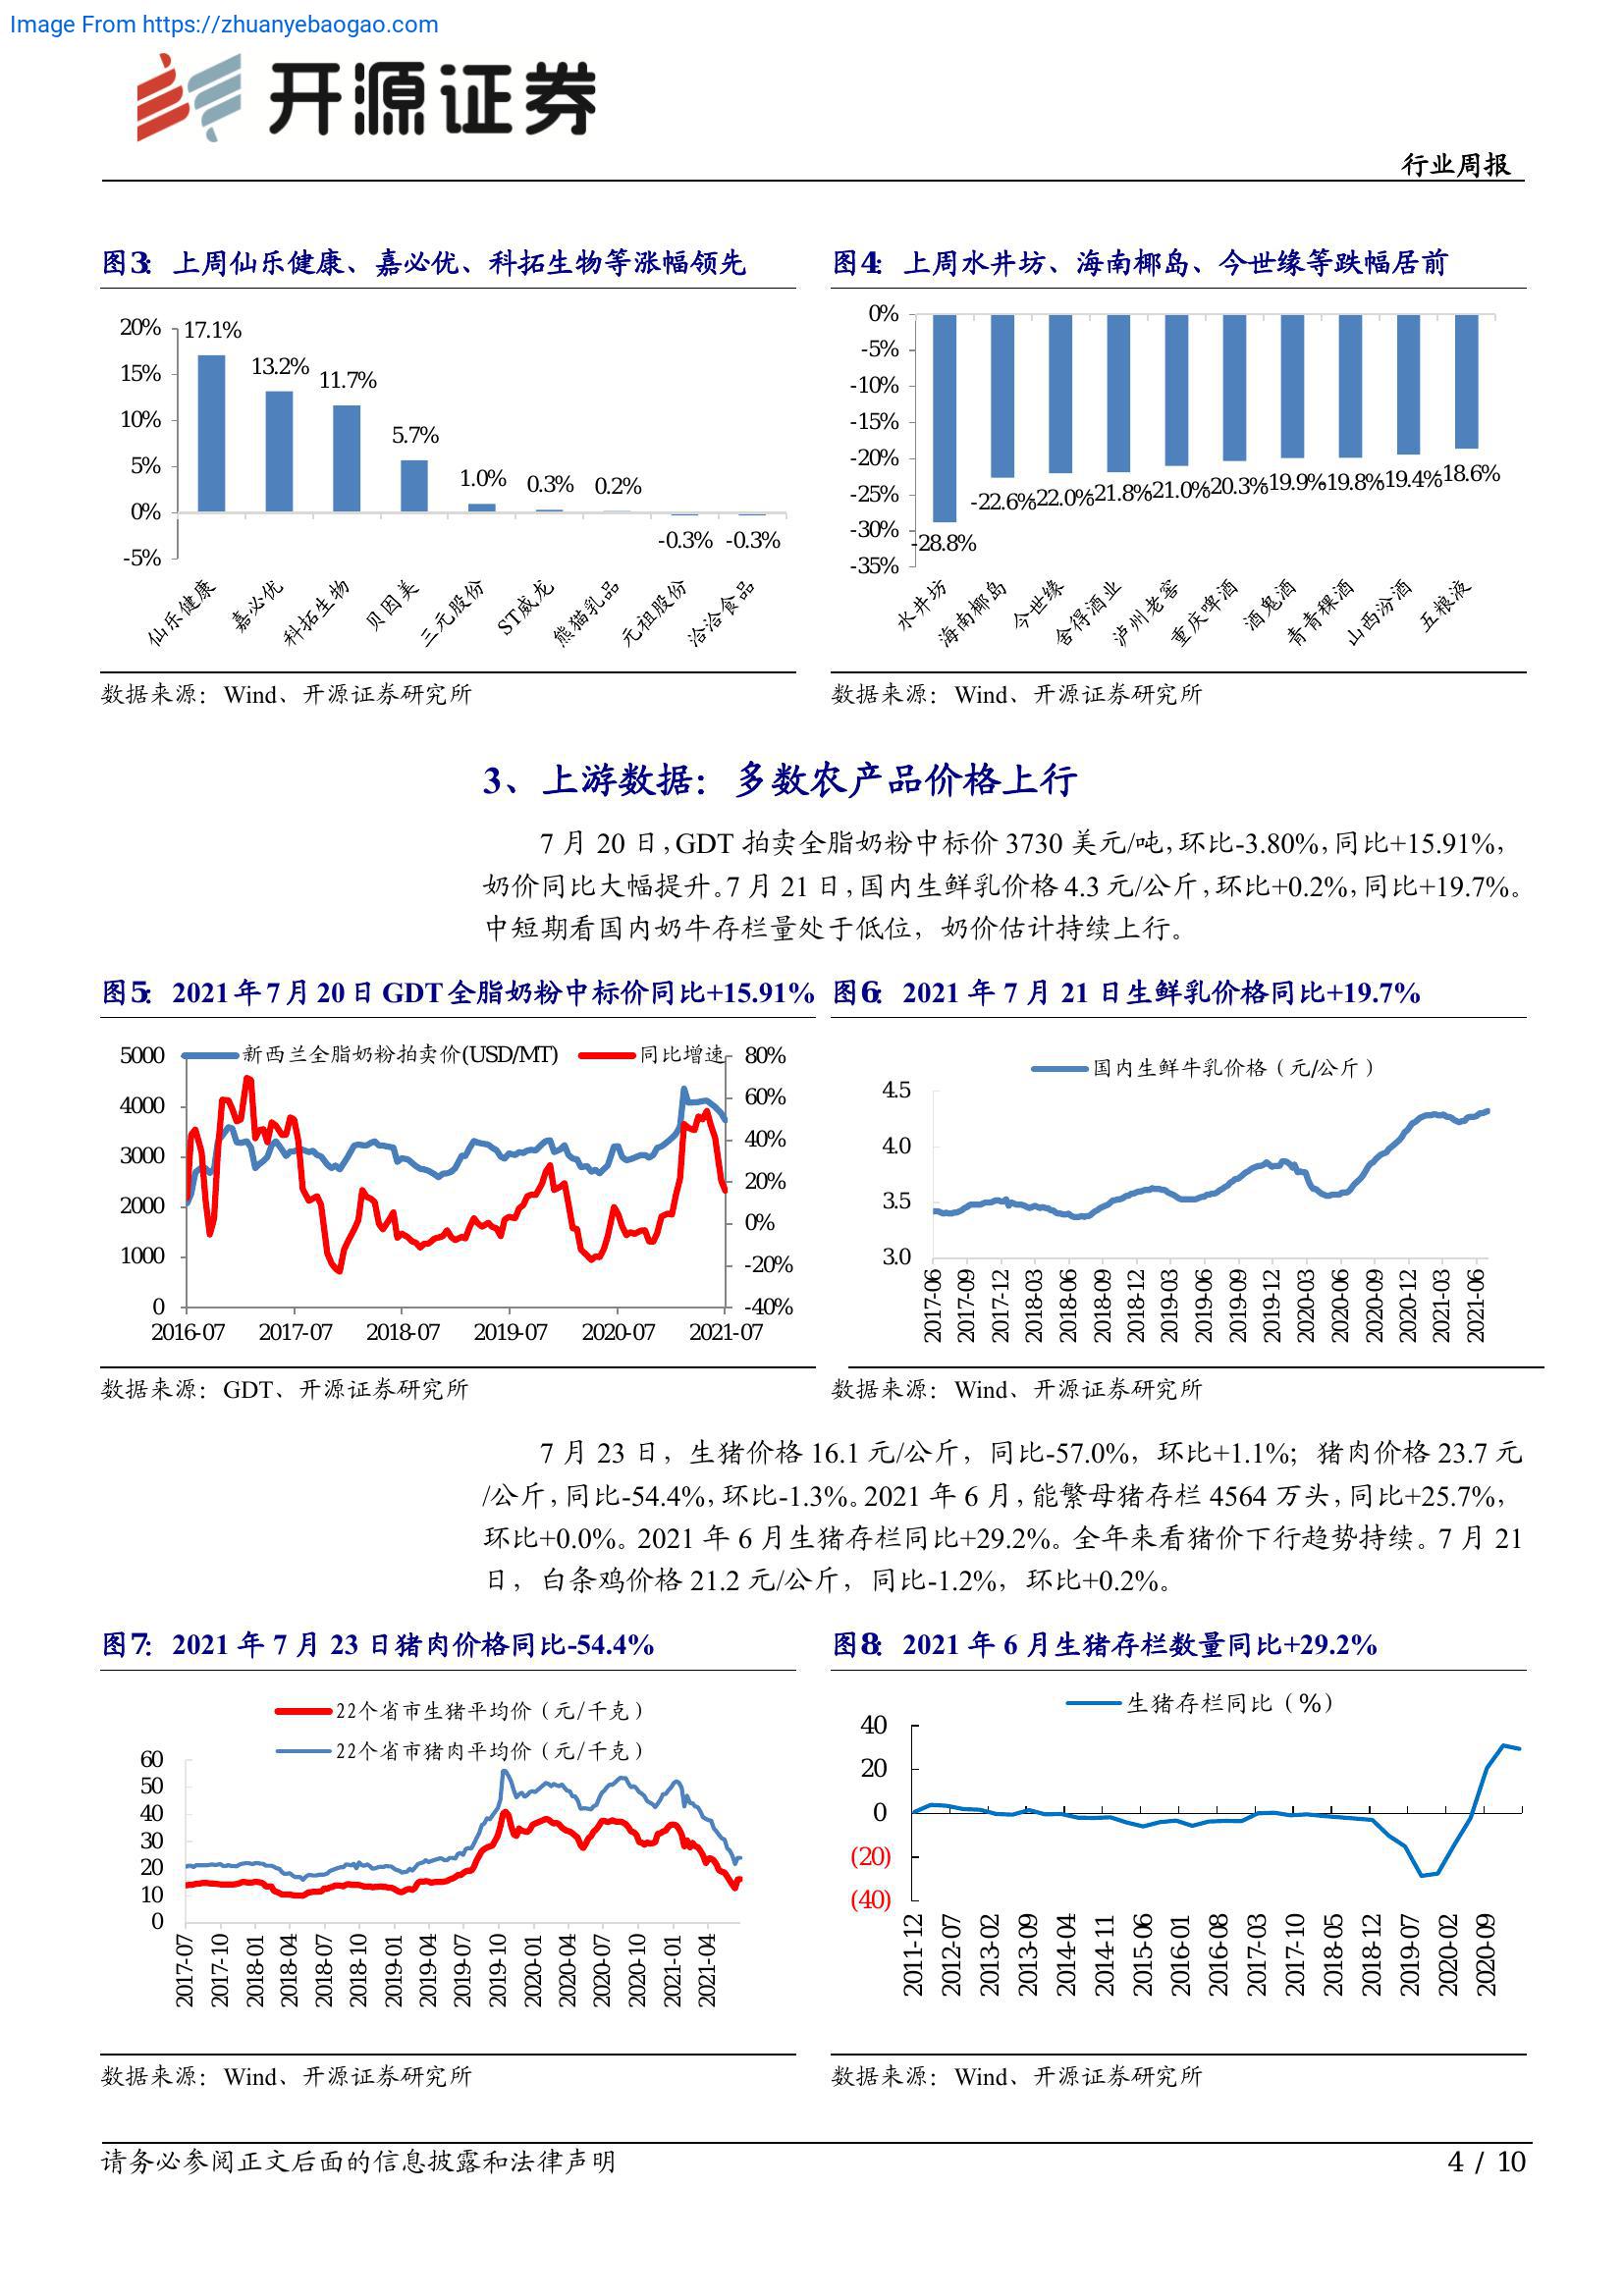 Image From https://zhuanyebaogao.com
开源证券
行业周报
图3： 上周仙乐健康、嘉必优、科拓生物等涨幅领先
20%
15%
10%
5%
0%
-5%
17.1%
13.2%
11.7%
5.7%
1.0%
0.3%
0.2%
-0.3%
-0.3%
仙乐健康
嘉必优
科拓生物
贝因美
三元股份
ST威龙
熊猫乳品
元祖股份
洽洽食品
数据来源：Wind、开源证券研究所
图4： 上周水井坊、海南椰岛、今世缘等跌幅居前
0%
-5%
-10%
-15%
-20%
-25%
-30%
-35%
-28.8%
-22.6%
-22.0%
-21.8%
-21.0%
-20.3%
-19.9%
-19.8%
-19.4%
-18.6%
水井坊
海南椰岛
今世缘
舍得酒业
泸州老窖
重庆啤酒
酒鬼酒
青青稞酒
山西汾酒
五粮液
数据来源：Wind、开源证券研究所
3、上游数据：多数农产品价格上行
7 月 20 日，GDT 拍卖全脂奶粉中标价 3730 美元/吨，环比-3.80%，同比+15.91%，
奶价同比大幅提升。7 月 21 日，国内生鲜乳价格 4.3 元/公斤，环比+0.2%，同比+19.7%。
中短期看国内奶牛存栏量处于低位，奶价估计持续上行。
图5： 2021 年 7 月 20 日 GDT 全脂奶粉中标价同比+15.91%
新西兰全脂奶粉拍卖价(USD/MT)
同比增速
5000
4000
3000
2000
1000
0
80%
60%
40%
20%
0%
-20%
-40%
2016-07
2017-07
2018-07
2019-07
2020-07
2021-07
数据来源：GDT、开源证券研究所
图6： 2021 年 7 月 21 日生鲜乳价格同比+19.7%
国内生鲜牛乳价格（元/公斤）
4.5
4.0
3.5
3.0
2017-06
2017-09
2017-12
2018-03
2018-06
2018-09
2018-12
2019-03
2019-06
2019-09
2019-12
2020-03
2020-06
2020-09
2020-12
2021-03
2021-06
数据来源：Wind、开源证券研究所
7 月 23 日，生猪价格 16.1 元/公斤，同比-57.0%，环比+1.1%；猪肉价格 23.7 元
/公斤，同比-54.4%，环比-1.3%。2021 年 6 月，能繁母猪存栏 4564 万头，同比+25.7%，
环比+0.0%。2021 年 6 月生猪存栏同比+29.2%。全年来看猪价下行趋势持续。7 月 21
日，白条鸡价格 21.2 元/公斤，同比-1.2%，环比+0.2%。
图7： 2021 年 7 月 23 日猪肉价格同比-54.4%
22个省市生猪平均价（元/千克）
22个省市猪肉平均价（元/千克）
60
50
40
30
20
10
0
2017-07
2017-10
2018-01
2018-04
2018-07
2018-10
2019-01
2019-04
2019-07
2019-10
2020-01
2020-04
2020-07
2020-10
2021-01
2021-04
数据来源：Wind、开源证券研究所
图8： 2021 年 6 月生猪存栏数量同比+29.2%
生猪存栏同比（%）
40
20
0
(20)
(40)
2011-12
2012-07
2013-02
2013-09
2014-04
2014-11
2015-06
2016-01
2016-08
2017-03
2017-10
2018-05
2018-12
2019-07
2020-02
2020-09
数据来源：Wind、开源证券研究所
请务必参阅正文后面的信息披露和法律声明
4 / 10